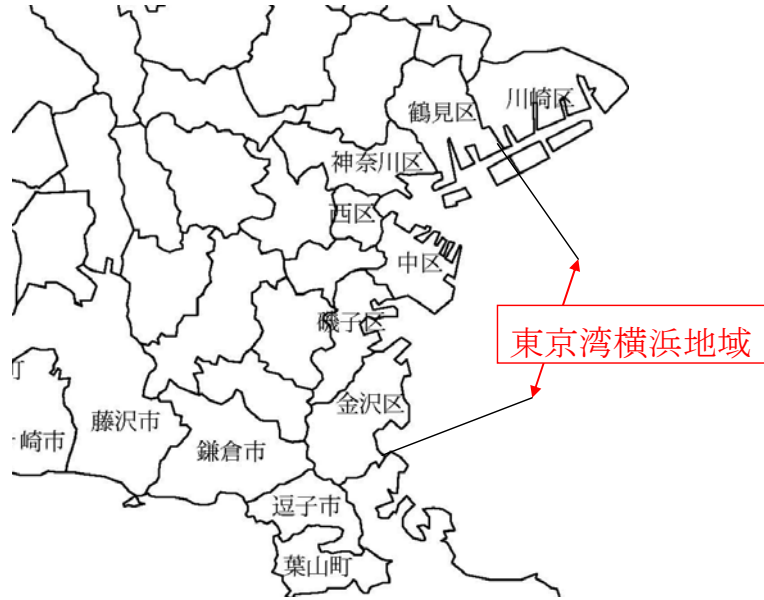 川崎区
鶴見区
神奈川区
西区
中区
磯子区
東京湾横浜地域
町
金沢区
藤沢市
ヶ崎市
鎌倉市
逗子市
葉山町